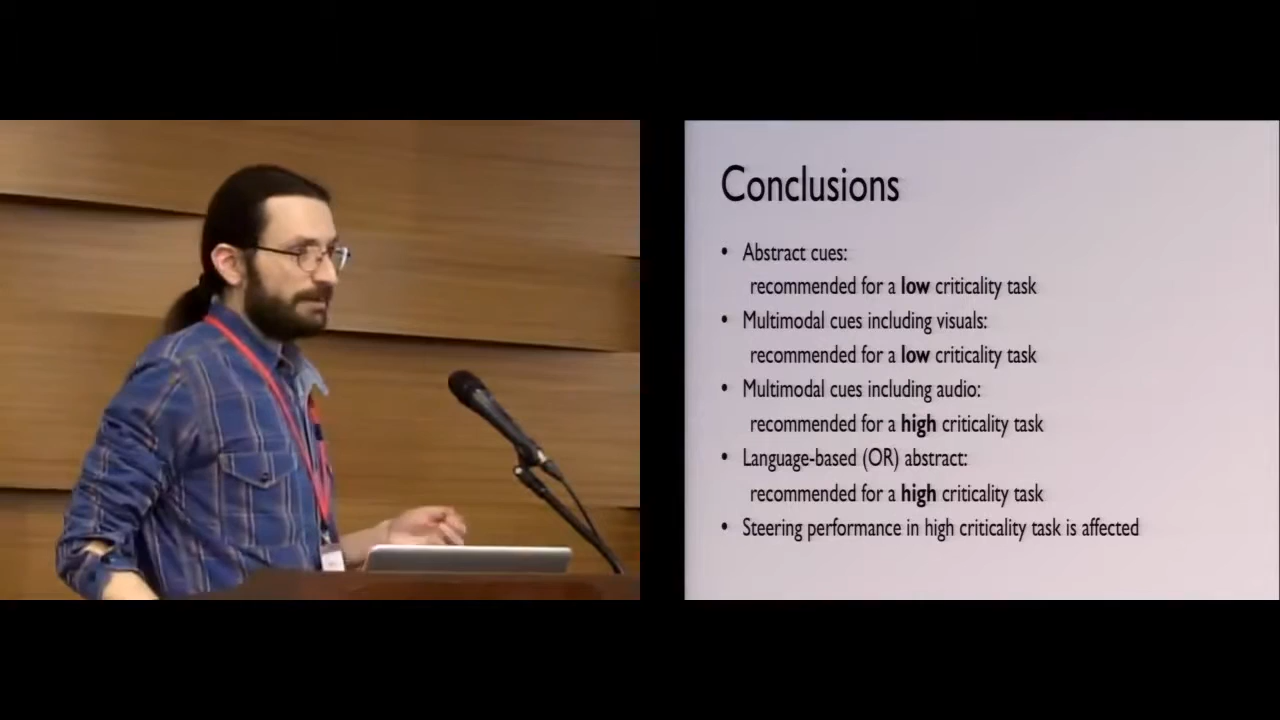 Conclusions
• Abstract cues:
recommended for a low criticality task
• Multimodal cues including visuals:
recommended for a low criticality task
• Multimodal cues including audio:
recommended for a high criticality task
• Language-based (OR) abstract:
recommended for a high criticality task
• Steering performance in high criticality task is affected